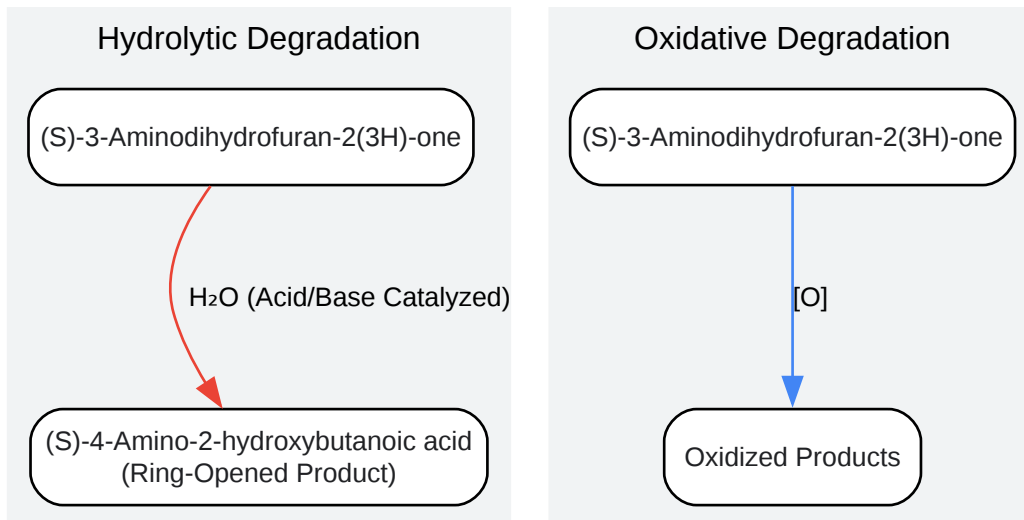 Hydrolytic Degradation
(S)-3-Aminodihydrofuran-2(3H)-one
H₂O (Acid/Base Catalyzed)
(S)-4-Amino-2-hydroxybutanoic acid
(Ring-Opened Product)
Oxidative Degradation
(S)-3-Aminodihydrofuran-2(3H)-one
[O]
Oxidized Products